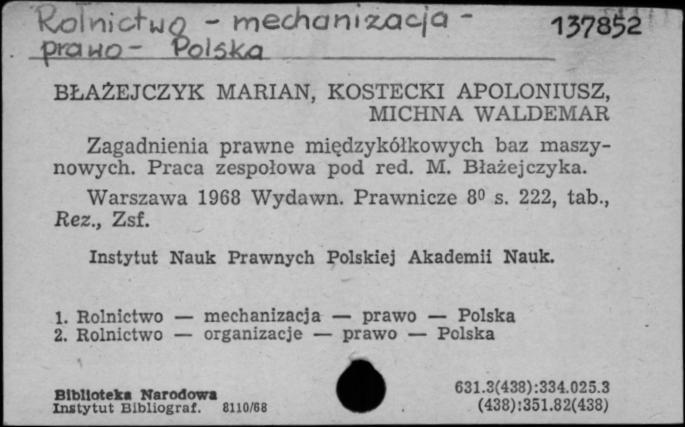 Rolnictwo - mechanizacja -
137852
prawo - Polska
BŁAŻEJCZYK MARIAN, KOSTECKI APOLONIUSZ,
MICHNA WALDEMAR
Zagadnienia prawne międzykółkowych baz maszy-
nowych. Praca zespołowa pod red. M. Błażejczyka.
Warszawa 1968 Wydawn. Prawnicze 8⁰ s. 222, tab.,
Rez., Zsf.
Instytut Nauk Prawnych Polskiej Akademii Nauk.
1. Rolnictwo — mechanizacja — prawo — Polska
2. Rolnictwo — organizacje — prawo — Polska
Biblioteka Narodowa
Instytut Bibliograf. 8110/68
631.3(438):334.025.3
(438):351.82(438)